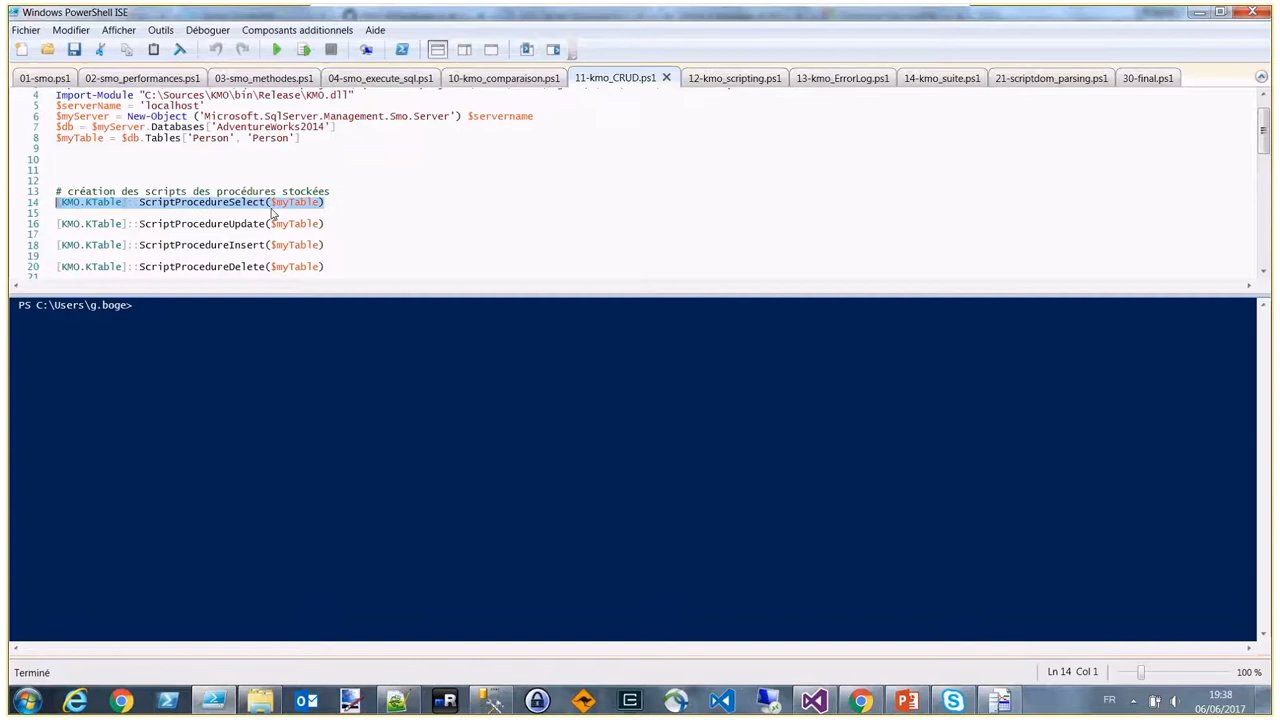 Windows PowerShell ISE
Fichier Modifier Afficher Outils Déboguer Composants additionnels Aide
01-smo.ps1 02-smo_performances.ps1 03-smo_methodes.ps1 04-smo_execute_sql.ps1 10-kmo_comparaison.ps1 11-kmo_CRUD.ps1 12-kmo_scripting.ps1 13-kmo_ErrorLog.ps1 14-kmo_suite.ps1 21-scriptdom_parsing.ps1 30-final.ps1
4 Import-Module "C:\Sources\KMO\bin\Release\KMO.dll"
5 $serverName = 'localhost'
6 $myServer = New-Object ('Microsoft.SqlServer.Management.Smo.Server') $servername
7 $db = $myServer.Databases['AdventureWorks2014']
8 $myTable = $db.Tables['Person', 'Person']
9
10
11
12
13 # création des scripts des procédures stockées
14 [KMO.KTable]::ScriptProcedureSelect($myTable)
15
16 [KMO.KTable]::ScriptProcedureUpdate($myTable)
17
18 [KMO.KTable]::ScriptProcedureInsert($myTable)
19
20 [KMO.KTable]::ScriptProcedureDelete($myTable)
21
PS C:\Users\g.boge>
Terminé Ln 14 Col 1 100 %
FR 19:38
06/06/2017